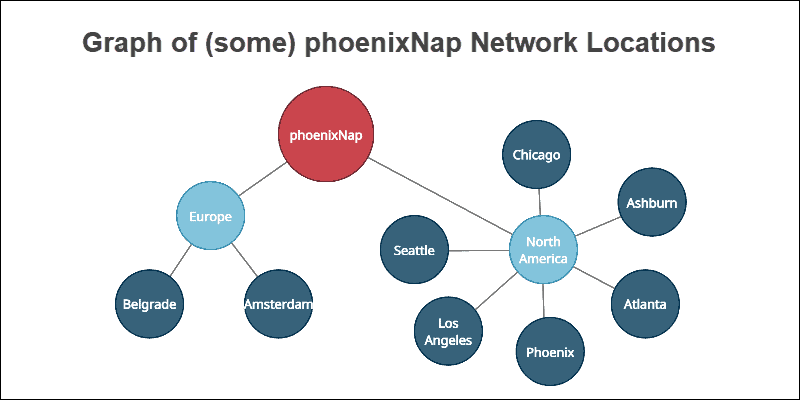 Graph of (some) phoenixNap Network Locations
phoenixNap
Chicago
Ashburn
Europe
North
America
Seattle
Belgrade
Amsterdam
Atlanta
Los
Angeles
Phoenix